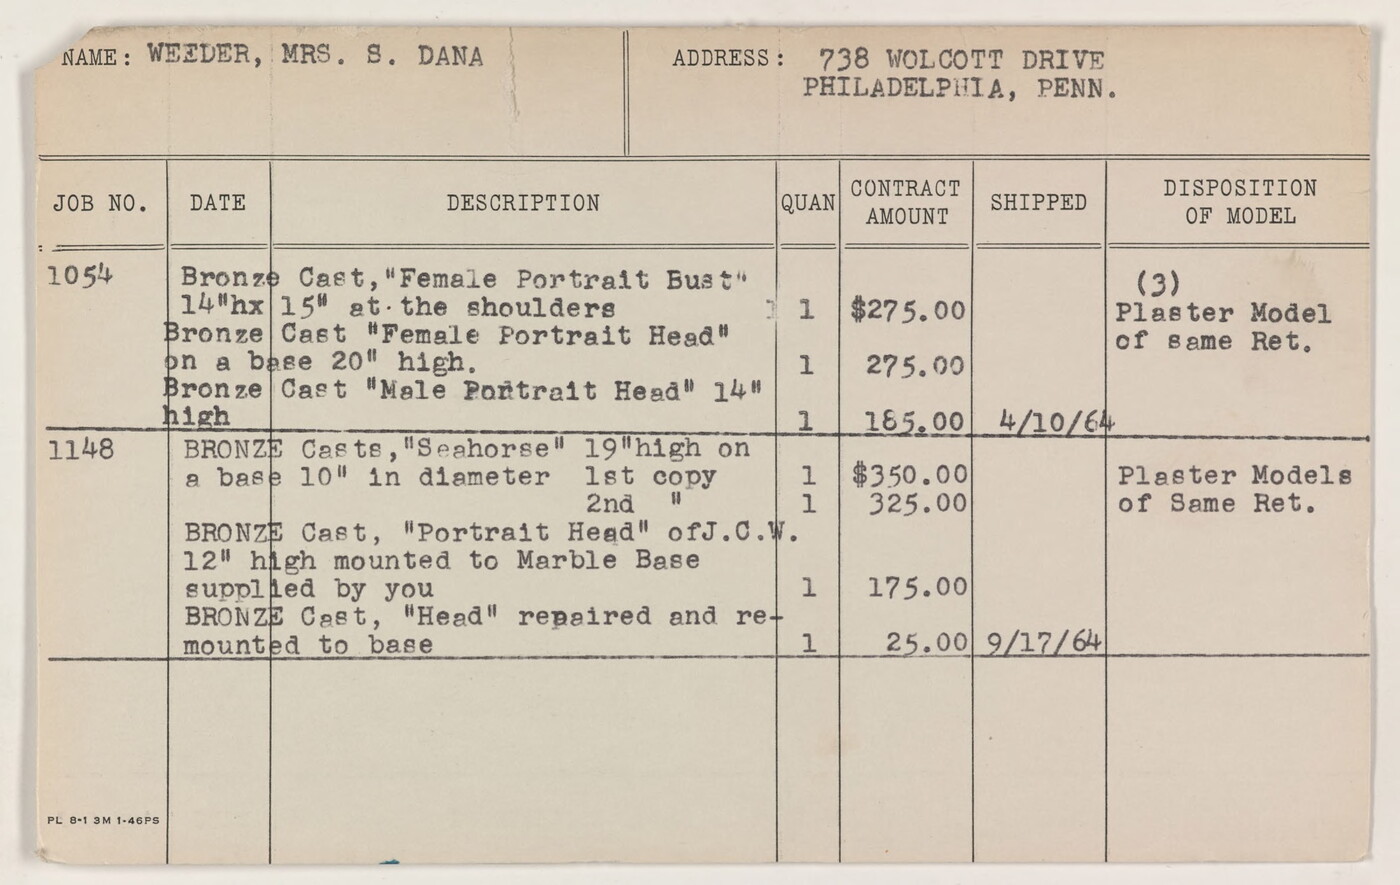 NAME: WEEDER, MRS. S. DANA
ADDRESS: 738 WOLCOTT DRIVE
PHILADELPHIA, PENN.
JOB NO. DATE DESCRIPTION QUAN CONTRACT AMOUNT SHIPPED DISPOSITION OF MODEL
1054 Bronze Cast,"Female Portrait Bust" (3)
14"hx 15" at the shoulders 1 $275.00 Plaster Model
Bronze Cast "Female Portrait Head" of same Ret.
on a base 20" high. 1 275.00
Bronze Cast "Male Portrait Head" 14"
high 1 185.00 4/10/64
1148 BRONZE Casts,"Seahorse" 19"high on
a base 10" in diameter 1st copy 1 $350.00 Plaster Models
2nd " 1 325.00 of Same Ret.
BRONZE Cast, "Portrait Head" ofJ.C.W.
12" high mounted to Marble Base
supplied by you 1 175.00
BRONZE Cast, "Head" repaired and re-
mounted to base 1 25.00 9/17/64
PL 8-1 3M 1-46PS